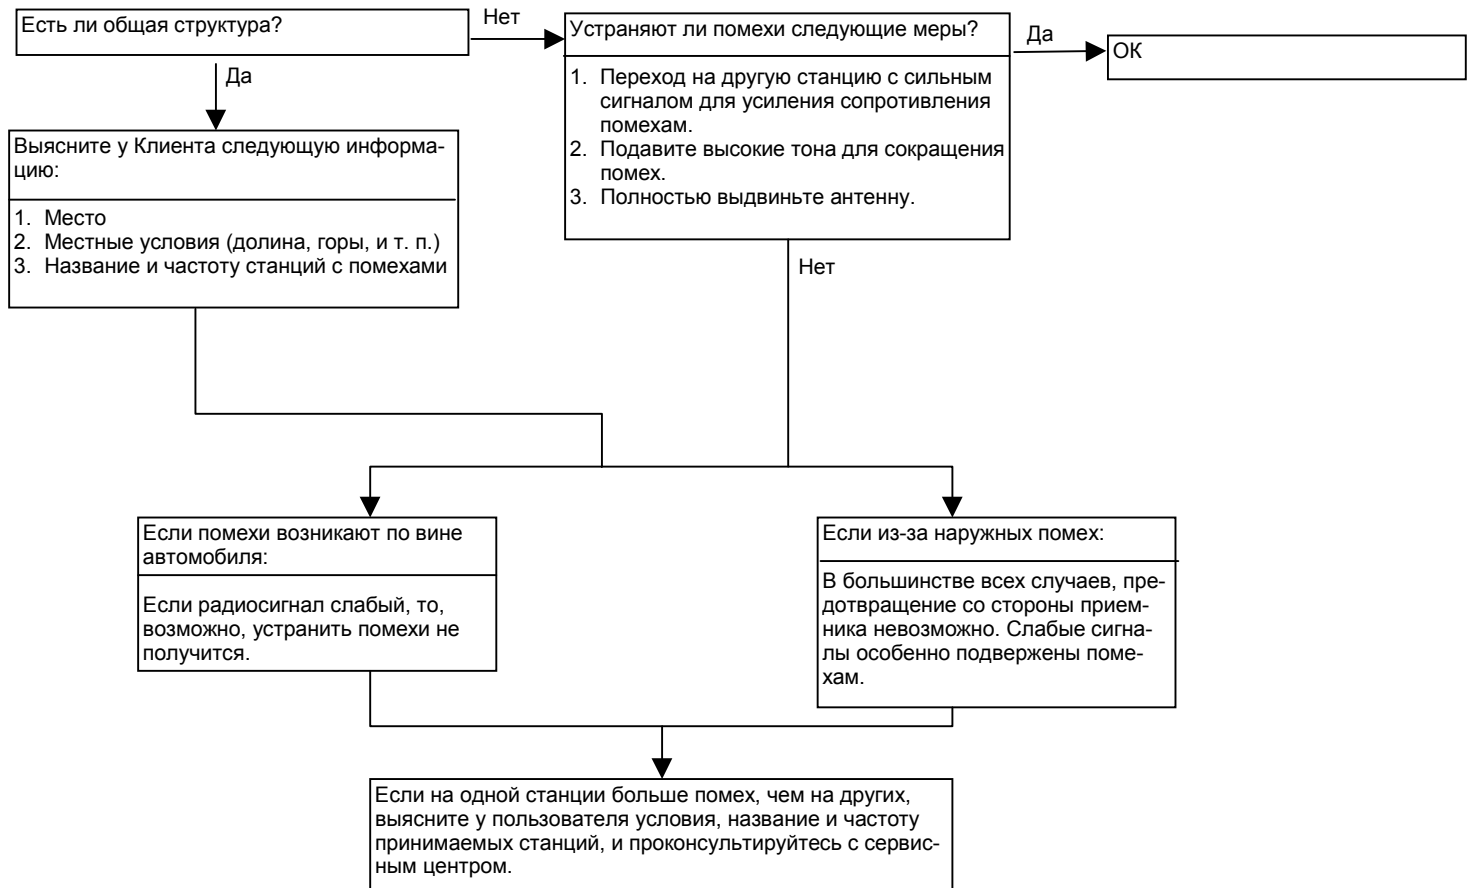 Есть ли общая структура?
Нет
Устраняют ли помехи следующие меры?
Да
ОК
1. Переход на другую станцию с сильным
сигналом для усиления сопротивления
помехам.
2. Подавите высокие тона для сокращения
помех.
3. Полностью выдвиньте антенну.
Да
Выясните у Клиента следующую информа-
цию:
1. Место
2. Местные условия (долина, горы, и т. п.)
3. Название и частоту станций с помехами
Нет
Если помехи возникают по вине
автомобиля:
Если радиосигнал слабый, то,
возможно, устранить помехи не
получится.
Если из-за наружных помех:
В большинстве всех случаев, пре-
дотвращение со стороны прием-
ника невозможно. Слабые сигна-
лы особенно подвержены поме-
хам.
Если на одной станции больше помех, чем на других,
выясните у пользователя условия, название и частоту
принимаемых станций, и проконсультируйтесь с сервис-
ным центром.